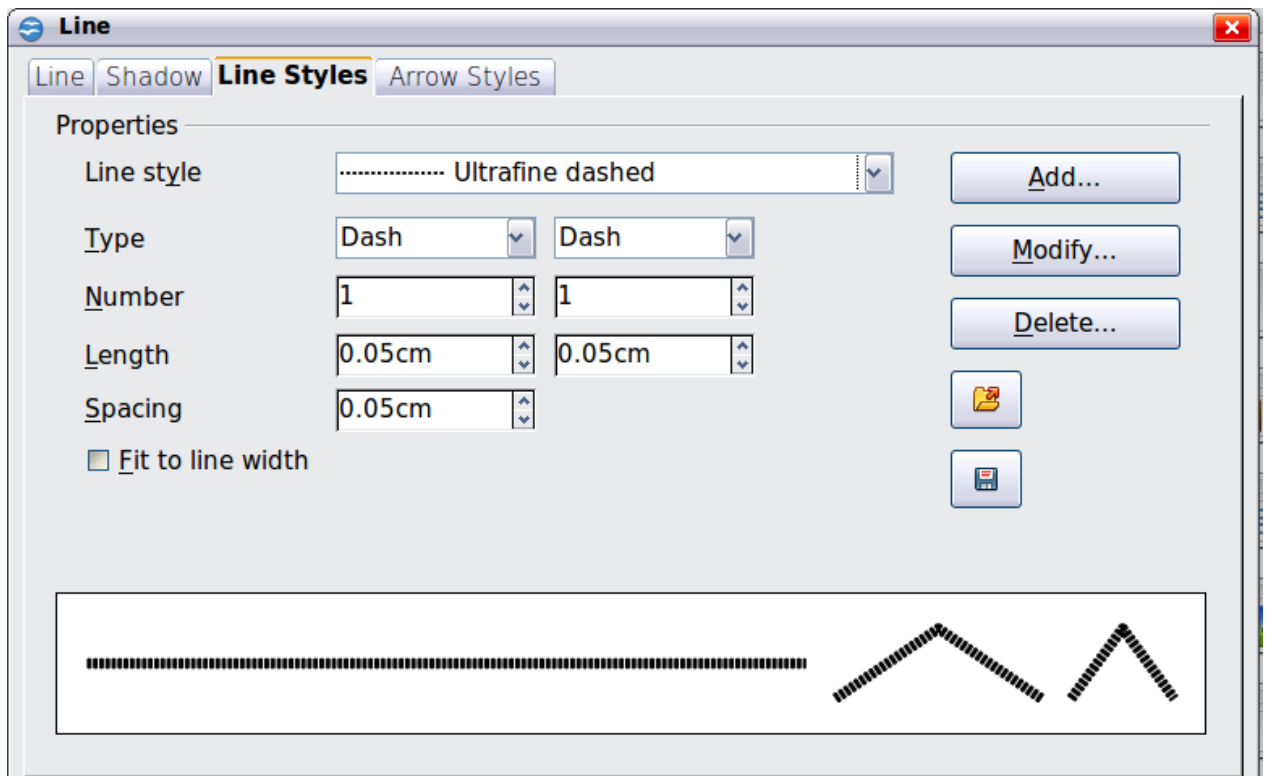 Line
Line Shadow Line Styles Arrow Styles
Properties
Line style Ultrafine dashed Add...
Type Dash Dash Modify...
Number 1 1 Delete...
Length 0.05cm 0.05cm
Spacing 0.05cm
Fit to line width